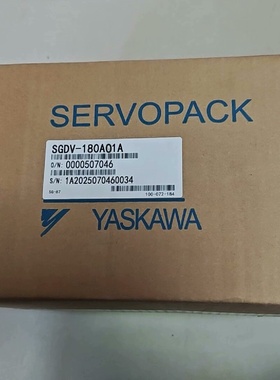 SERVOPACK
SGDV-180A01A
O/N 0000507046
S/N: 1A2025070460034
YASKAWA